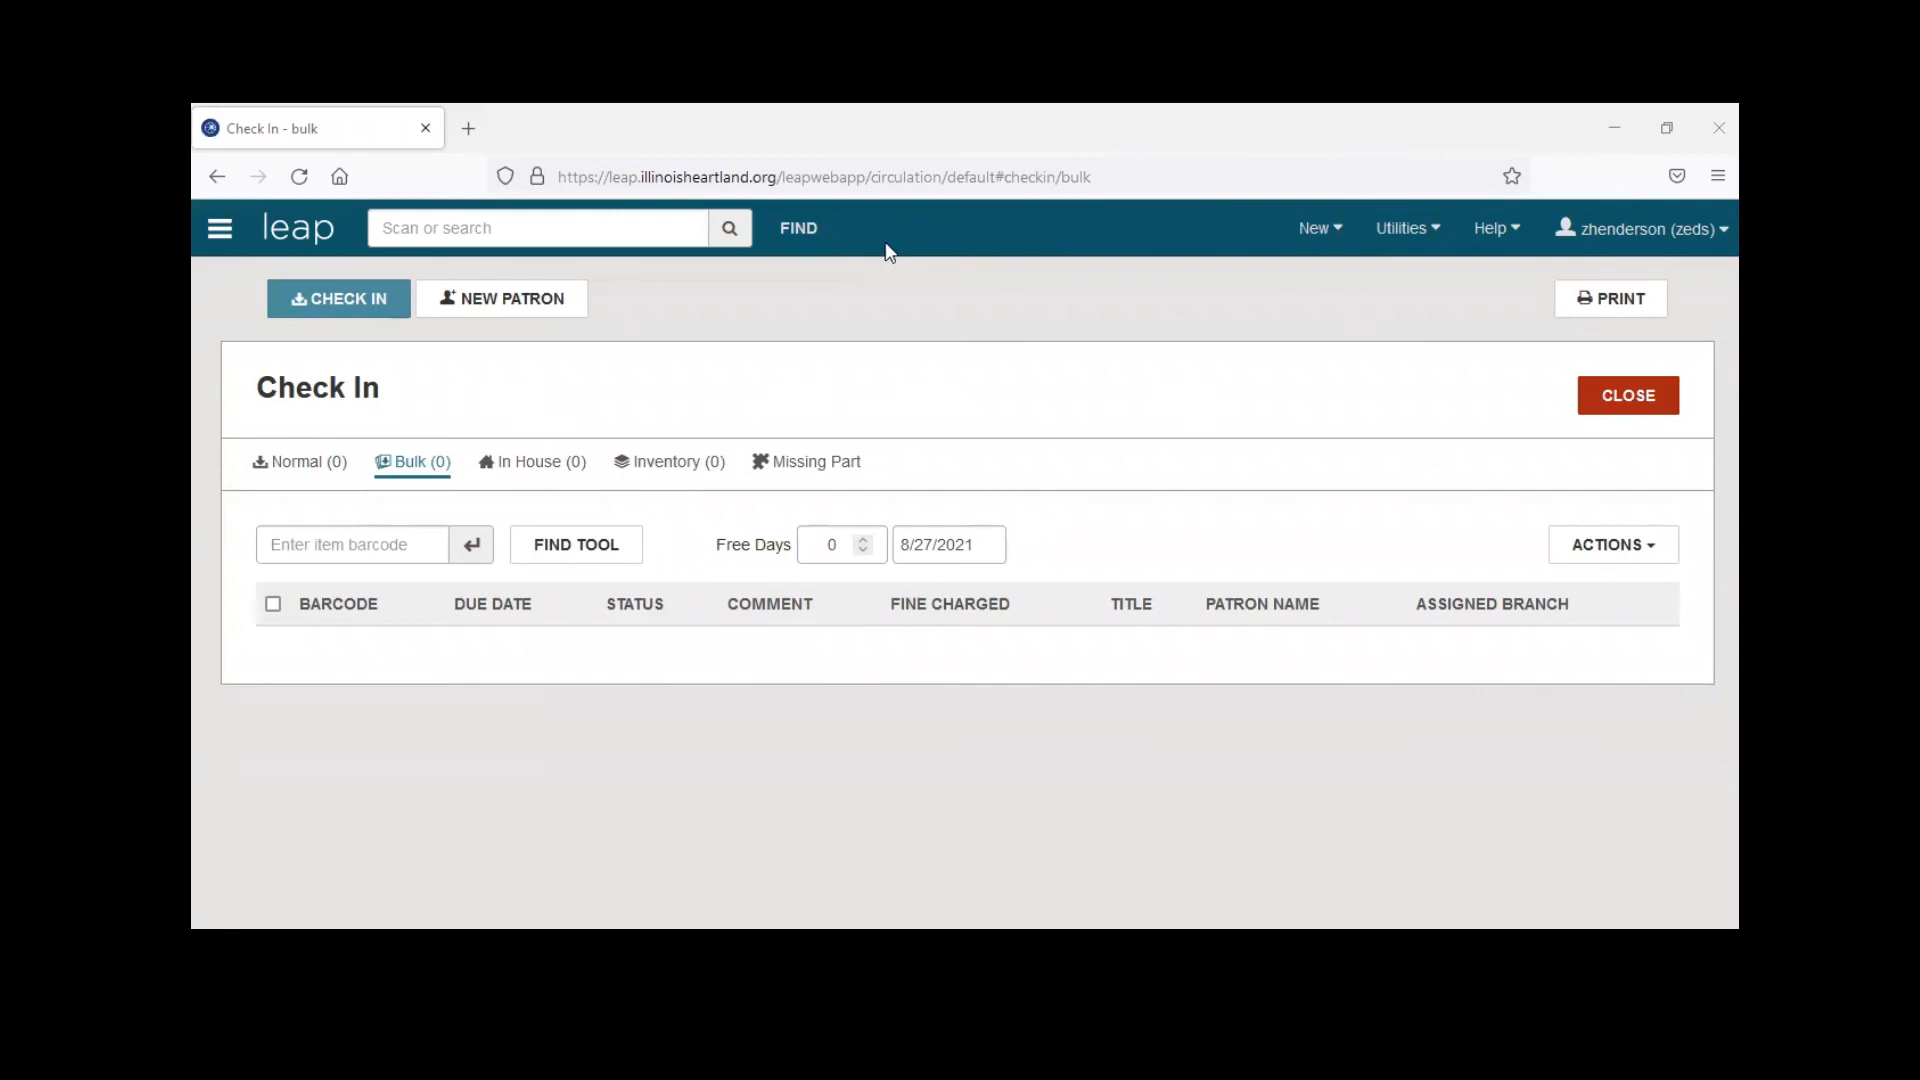 Check In - bulk
https://leap.illinoisheartland.org/leapwebapp/circulation/default#checkin/bulk
leap Scan or search FIND New Utilities Help zhenderson (zeds)
CHECK IN NEW PATRON PRINT
Check In
CLOSE
Normal (0) Bulk (0) In House (0) Inventory (0) Missing Part
Enter item barcode FIND TOOL Free Days 0 8/27/2021 ACTIONS
BARCODE DUE DATE STATUS COMMENT FINE CHARGED TITLE PATRON NAME ASSIGNED BRANCH